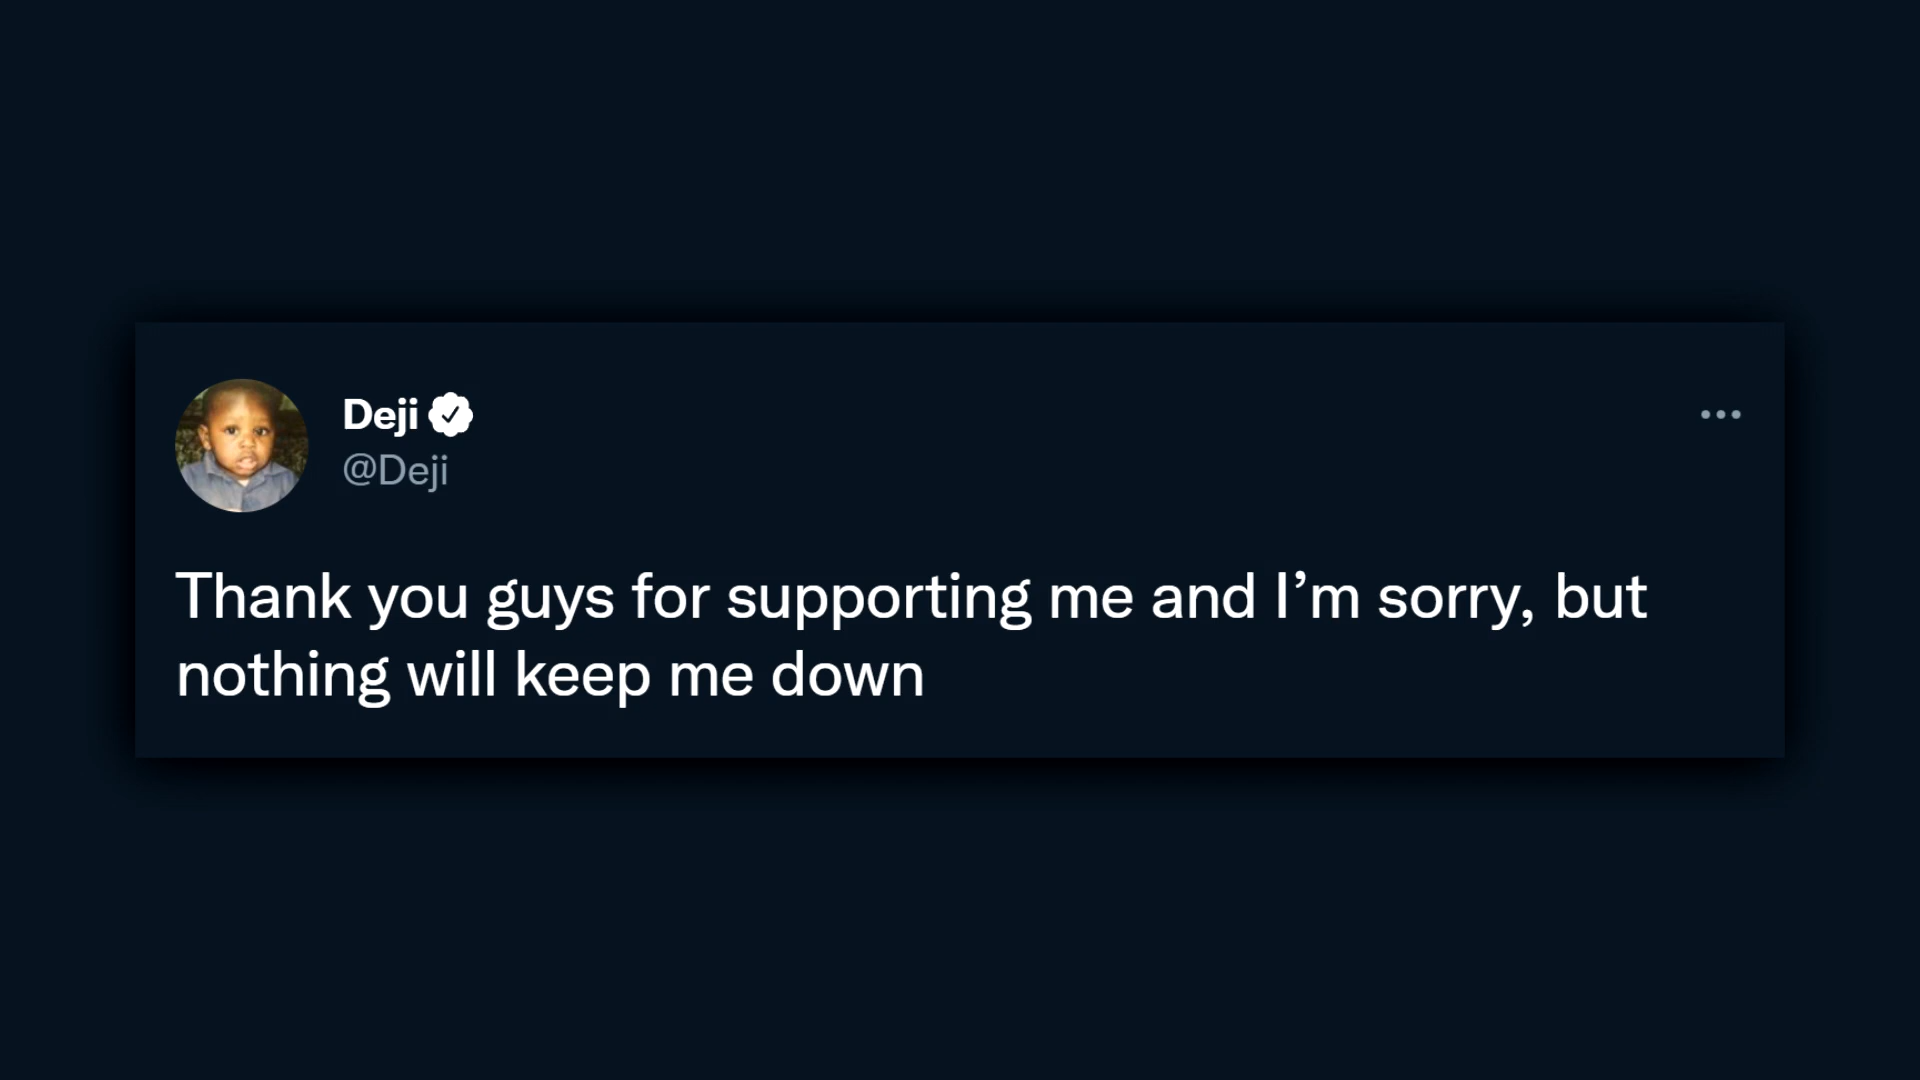 Deji
@Deji
Thank you guys for supporting me and I’m sorry, but
nothing will keep me down